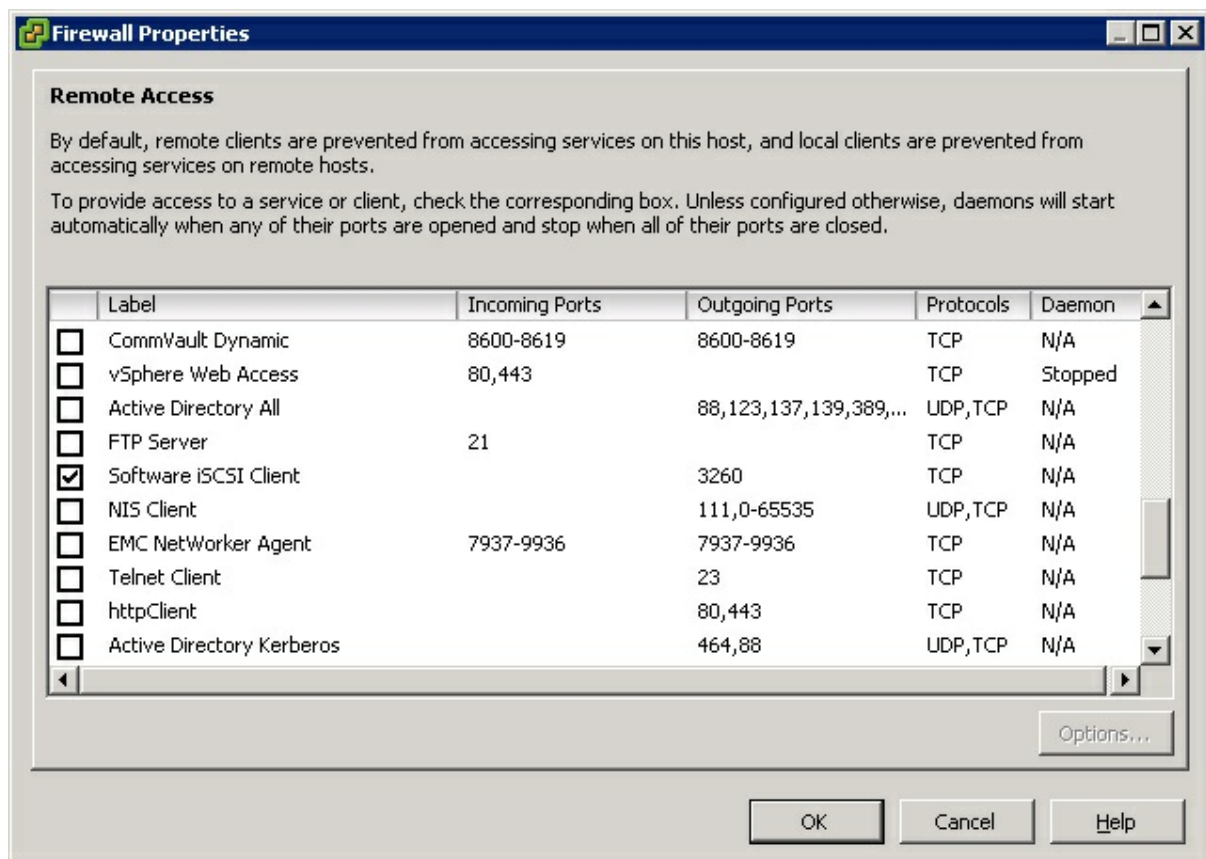 Firewall Properties
Remote Access
By default, remote clients are prevented from accessing services on this host, and local clients are prevented from
accessing services on remote hosts.
To provide access to a service or client, check the corresponding box. Unless configured otherwise, daemons will start
automatically when any of their ports are opened and stop when all of their ports are closed.
Label Incoming Ports Outgoing Ports Protocols Daemon
CommVault Dynamic 8600-8619 8600-8619 TCP N/A
vSphere Web Access 80,443 TCP Stopped
Active Directory All 88,123,137,139,389,... UDP,TCP N/A
FTP Server 21 TCP N/A
Software iSCSI Client 3260 TCP N/A
NIS Client 111,0-65535 UDP,TCP N/A
EMC NetWorker Agent 7937-9936 7937-9936 TCP N/A
Telnet Client 23 TCP N/A
httpClient 80,443 TCP N/A
Active Directory Kerberos 464,88 UDP,TCP N/A
Options...
OK Cancel Help